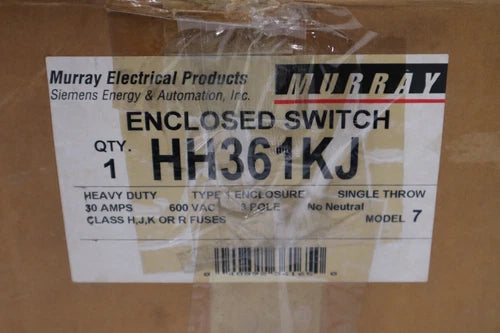 Murray Electrical Products
Siemens Energy & Automation, Inc.
MURRAY
ENCLOSED SWITCH
QTY.
1
HH361KJ
HEAVY DUTY TYPE 1 ENCLOSURE SINGLE THROW
30 AMPS 600 VAC 3 POLE No Neutral
CLASS H,J,K OR R FUSES
MODEL 7